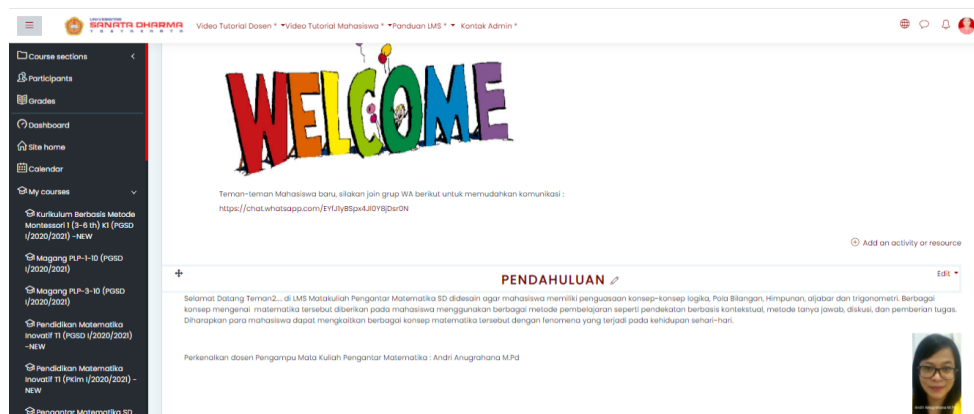 UNIVERSITAS
SANATA DHARMA
YOGYAKARTA
Video Tutorial Dosen * Video Tutorial Mahasiswa * Panduan LMS * Kontak Admin *
Course sections
Participants
Grades
Dashboard
Site home
Calendar
My courses
Kurikulum Berbasis Metode
Montessori 1 (3-6 th) K1 (PGSD
I/2020/2021) -NEW
Magang PLP-1-10 (PGSD
I/2020/2021)
Magang PLP-3-10 (PGSD
I/2020/2021)
Pendidikan Matematika
Inovatif T1 (PGSD I/2020/2021)
-NEW
Pendidikan Matematika
Inovatif T1 (PKim I/2020/2021) -
NEW
Pengantar Matematika SD
WELCOME
Teman-teman Mahasiswa baru, silakan join grup WA berikut untuk memudahkan komunikasi :
Add an activity or resource
PENDAHULUAN
Edit
Selamat Datang Teman2.... di LMS Matakuliah Pengantar Matematika SD didesain agar mahasiswa memiliki penguasaan konsep-konsep logika, Pola Bilangan, Himpunan, aljabar dan trigonometri. Berbagai
konsep mengenai matematika tersebut diberikan pada mahasiswa menggunakan berbagai metode pembelajaran seperti pendekatan berbasis kontekstual, metode tanya jawab, diskusi, dan pemberian tugas.
Diharapkan para mahasiswa dapat mengkaitkan berbagai konsep matematika tersebut dengan fenomena yang terjadi pada kehidupan sehari-hari.
Perkenalkan dosen Pengampu Mata Kuliah Pengantar Matematika : Andri Anugrahana M.Pd